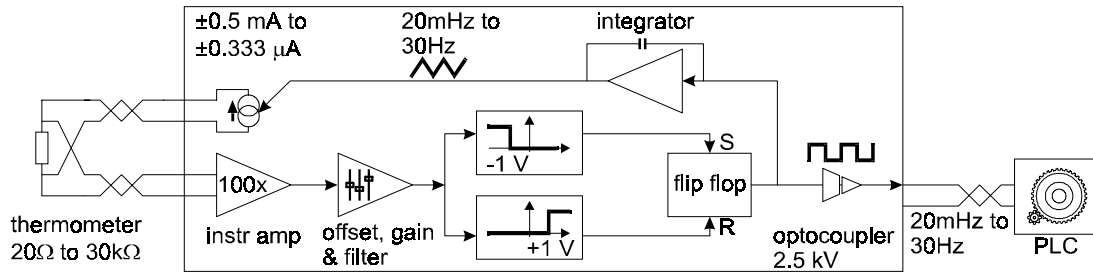 ±0.5 mA to
±0.333 µA
20mHz to
30Hz
integrator
-1 V
S
100x
flip flop
+1 V
R
thermometer
20Ω to 30kΩ
instr amp
offset, gain
& filter
optocoupler
2.5 kV
20mHz to
30Hz
PLC